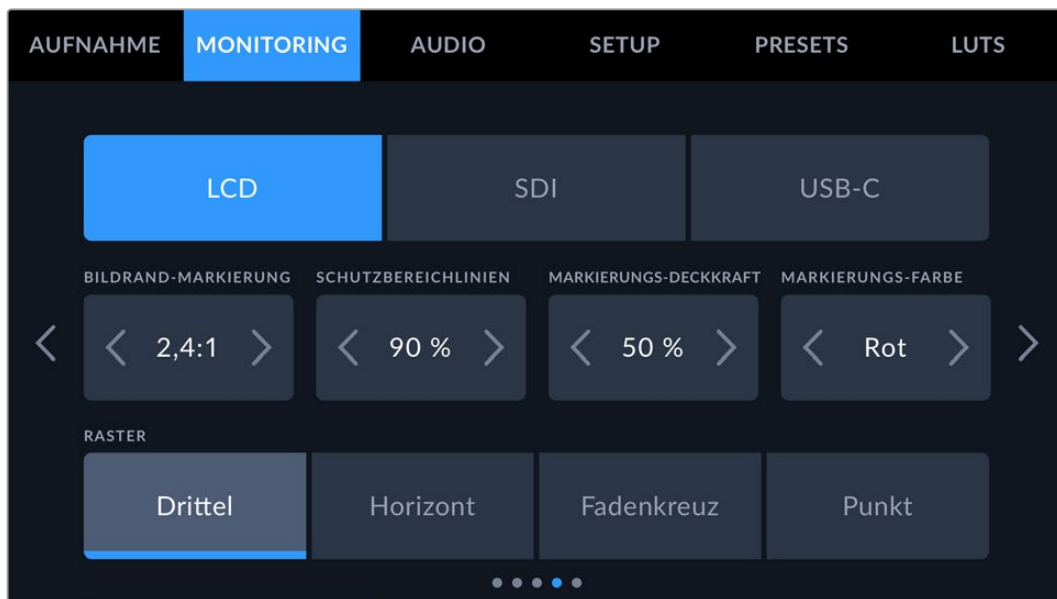 AUFNAHME MONITORING AUDIO SETUP PRESETS LUTS
LCD SDI USB-C
BILDRAND-MARKIERUNG SCHUTZBEREICHLINIEN MARKIERUNGS-DECKKRAFT MARKIERUNGS-FARBE
2,4:1 90 % 50 % Rot
RASTER
Drittel Horizont Fadenkreuz Punkt